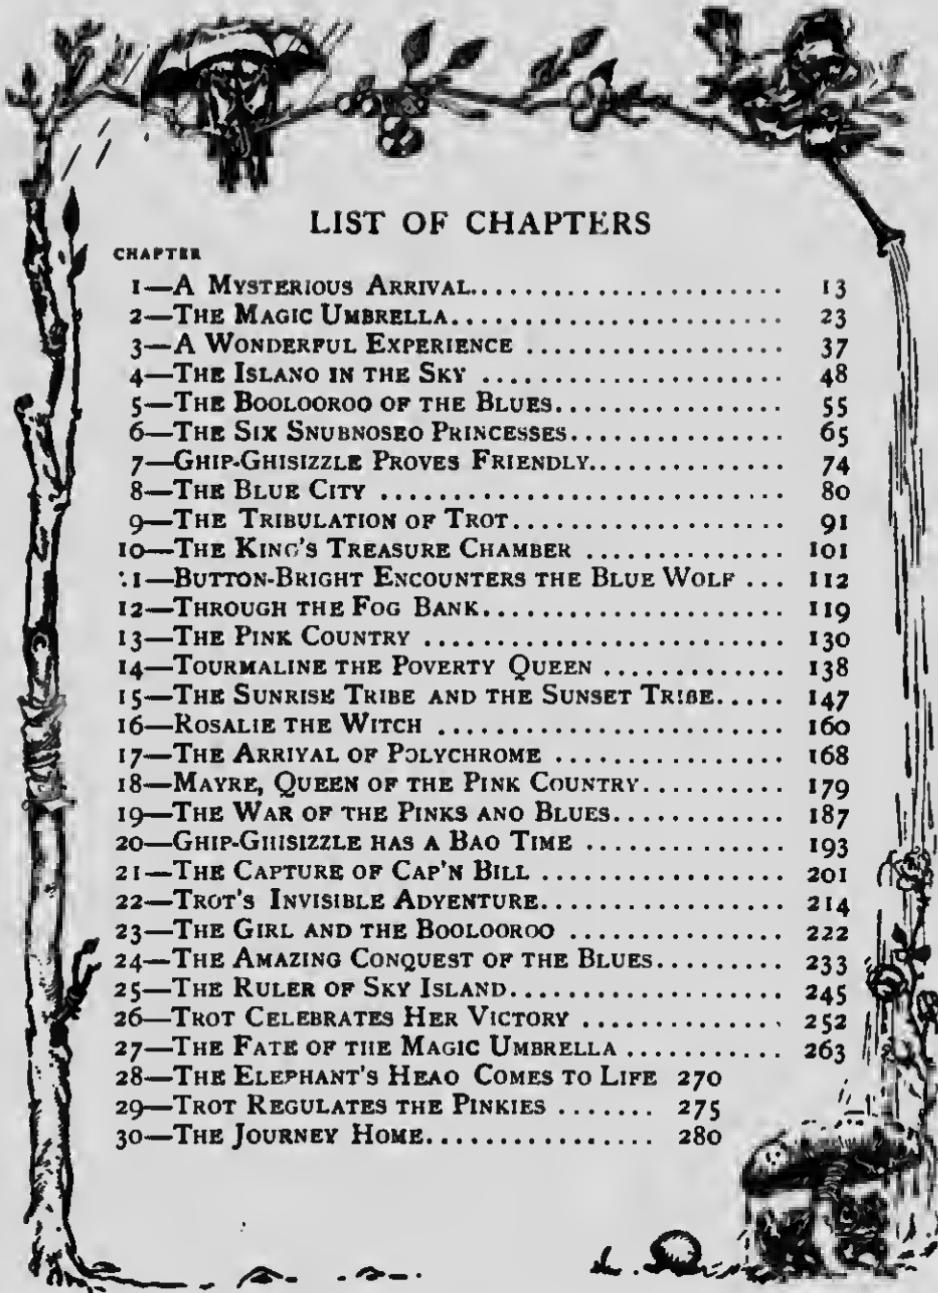 LIST OF CHAPTERS
CHAPTER
1—A MYSTERIOUS ARRIVAL....................... 13
2—THE MAGIC UMBRELLA........................ 23
3—A WONDERFUL EXPERIENCE ................... 37
4—THE ISLAND IN THE SKY ...................... 48
5—THE BOOLOOROO OF THE BLUES................. 55
6—THE SIX SNUBNOSED PRINCESSES................ 65
7—GHIP-GHISIZZLE PROVES FRIENDLY.............. 74
8—THE BLUE CITY ............................. 80
9—THE TRIBULATION OF TROT.................... 91
10—THE KING'S TREASURE CHAMBER .............. 101
11—BUTTON-BRIGHT ENCOUNTERS THE BLUE WOLF ... 112
12—THROUGH THE FOG BANK...................... 119
13—THE PINK COUNTRY .......................... 130
14—TOURMALINE THE POVERTY QUEEN ............. 138
15—THE SUNRISE TRIBE AND THE SUNSET TRIBE..... 147
16—ROSALIE THE WITCH ......................... 160
17—THE ARRIVAL OF POLYCHROME ................. 168
18—MAYRE, QUEEN OF THE PINK COUNTRY.......... 179
19—THE WAR OF THE PINKS AND BLUES............. 187
20—GHIP-GHISIZZLE HAS A BAD TIME .............. 193
21—THE CAPTURE OF CAP'N BILL .................. 201
22—TROT'S INVISIBLE ADVENTURE.................. 214
23—THE GIRL AND THE BOOLOOROO ................ 222
24—THE AMAZING CONQUEST OF THE BLUES......... 233
25—THE RULER OF SKY ISLAND.................... 245
26—TROT CELEBRATES HER VICTORY ............... 252
27—THE FATE OF THE MAGIC UMBRELLA ........... 263
28—THE ELEPHANT'S HEAD COMES TO LIFE 270
29—TROT REGULATES THE PINKIES ....... 275
30—THE JOURNEY HOME................ 280